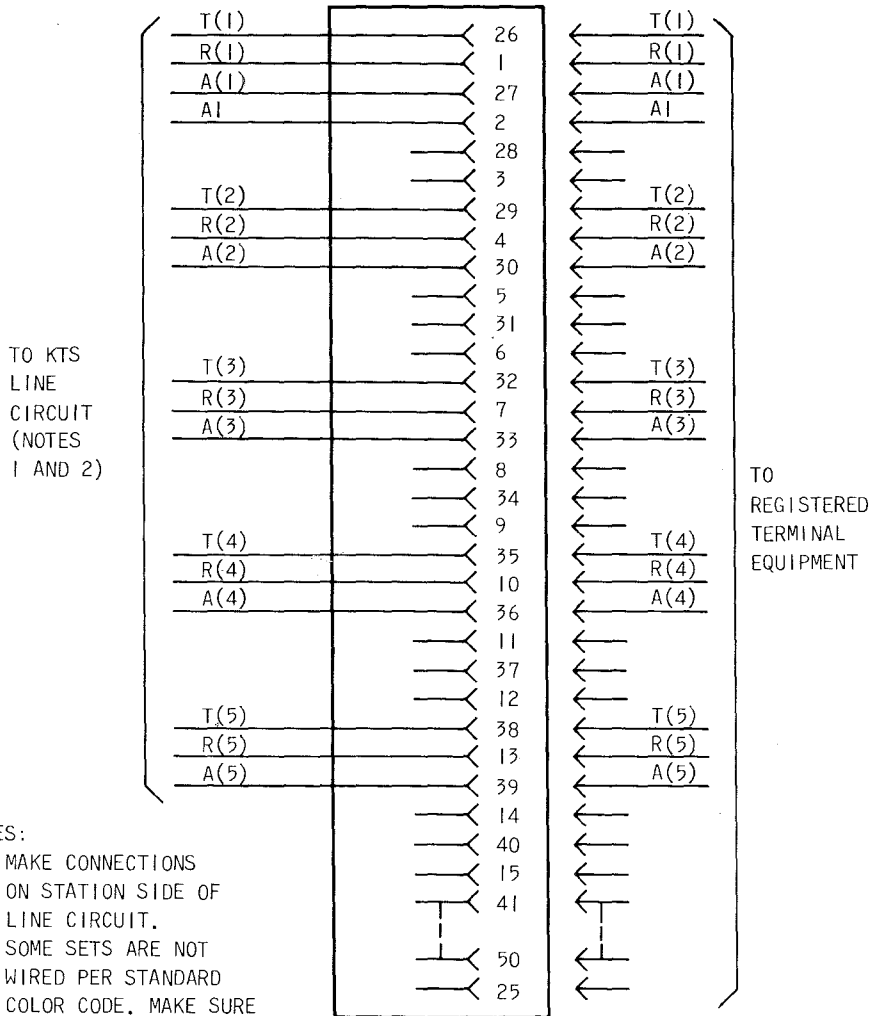 T(1) 26 T(1)
R(1) 1 R(1)
A(1) 27 A(1)
A1 2 A1
28
3
T(2) 29 T(2)
R(2) 4 R(2)
A(2) 30 A(2)
5
31
6
T(3) 32 T(3)
R(3) 7 R(3)
A(3) 33 A(3)
8
34
9
T(4) 35 T(4)
R(4) 10 R(4)
A(4) 36 A(4)
11
37
12
T(5) 38 T(5)
R(5) 13 R(5)
A(5) 39 A(5)
14
40
15
41
50
25
TO KTS
LINE
CIRCUIT
(NOTES
1 AND 2)
TO
REGISTERED
TERMINAL
EQUIPMENT
ES:
MAKE CONNECTIONS
ON STATION SIDE OF
LINE CIRCUIT.
SOME SETS ARE NOT
WIRED PER STANDARD
COLOR CODE. MAKE SURE